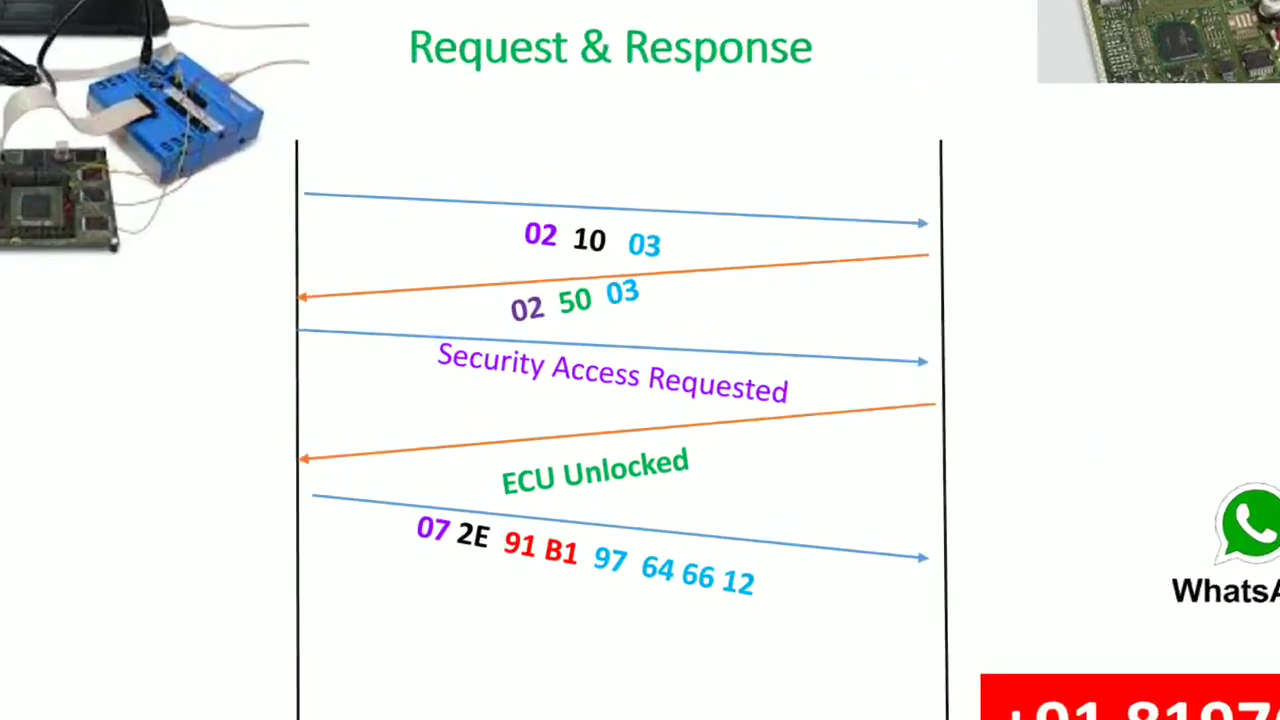 Request & Response
02 10 03
02 50 03
Security Access Requested
ECU Unlocked
07 2E 91 B1 97 64 66 12